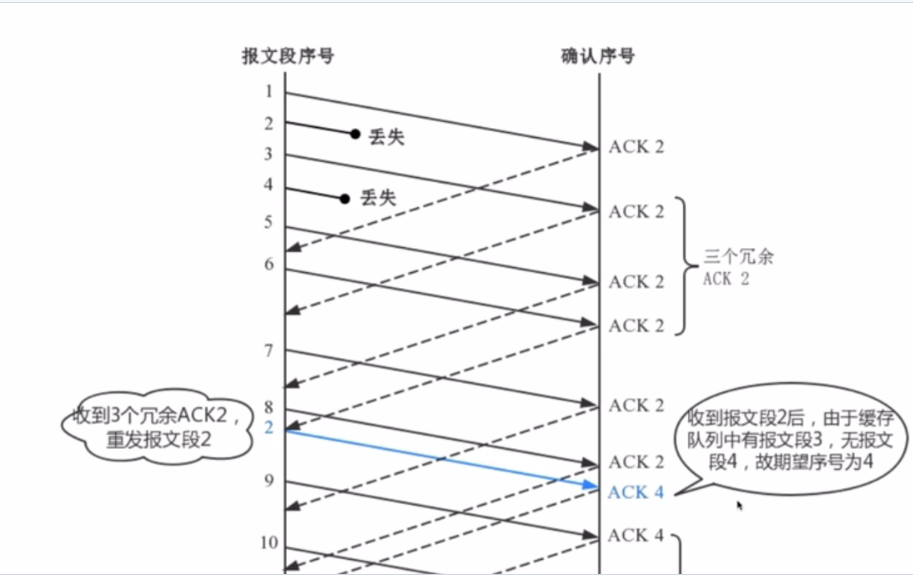 报文段序号
确认序号
1
2
丢失
3
4
丢失
5
6
7
8
2
9
10
ACK 2
ACK 2
ACK 2
ACK 2
ACK 2
ACK 2
ACK 4
ACK 4
三个冗余
ACK 2
收到3个冗余ACK2，
重发报文段2
收到报文段2后，由于缓存
队列中有报文段3，无报文
段4，故期望序号为4